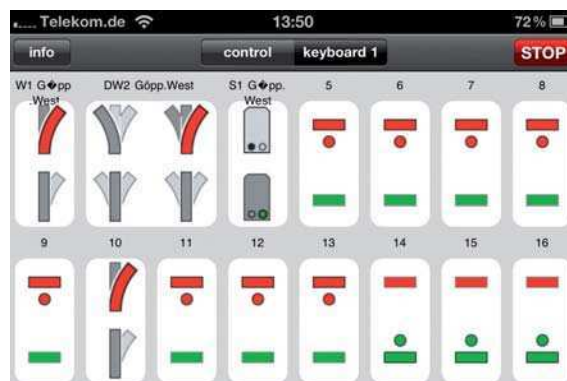 Telekom.de 13:50 72%
info control keyboard 1 STOP
W1 G�pp DW2 Göpp.West S1 G�pp. 5 6 7 8
.West West
9 10 11 12 13 14 15 16